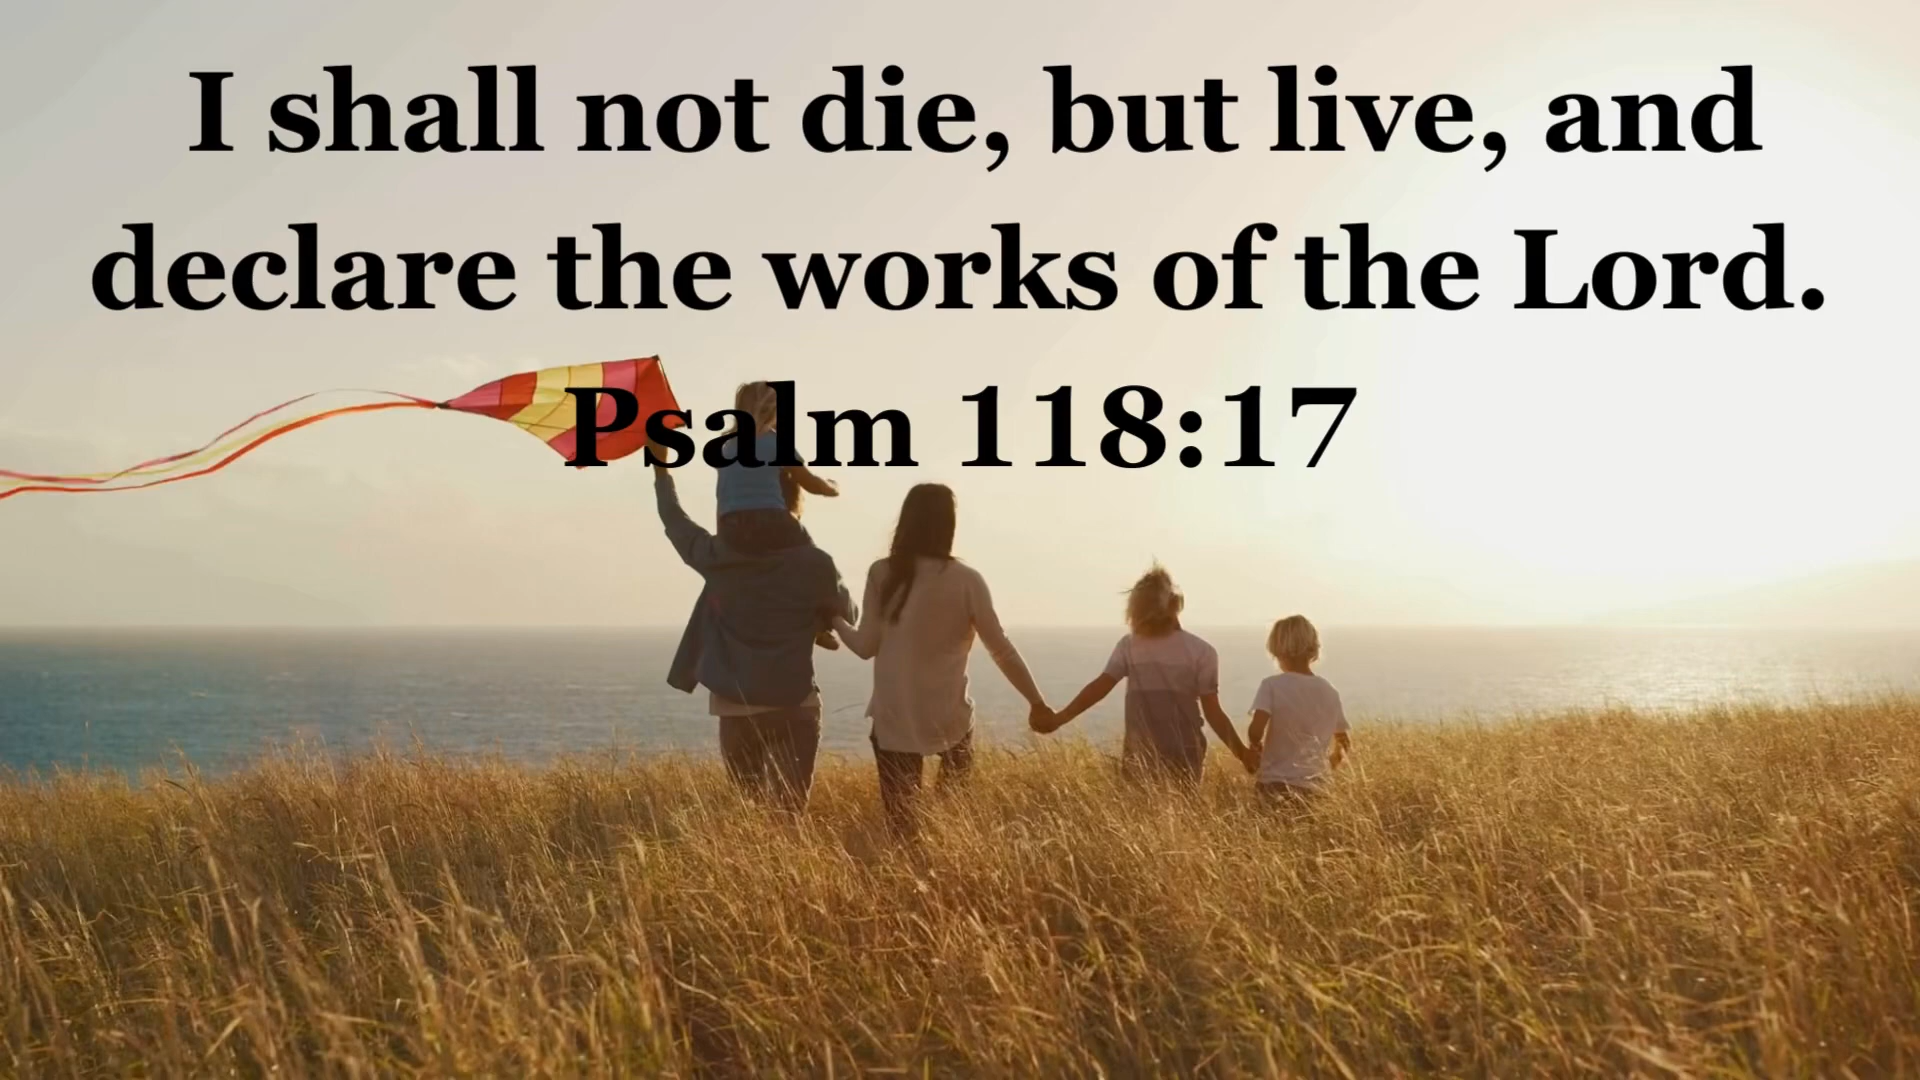 I shall not die, but live, and
declare the works of the Lord.
Psalm 118:17